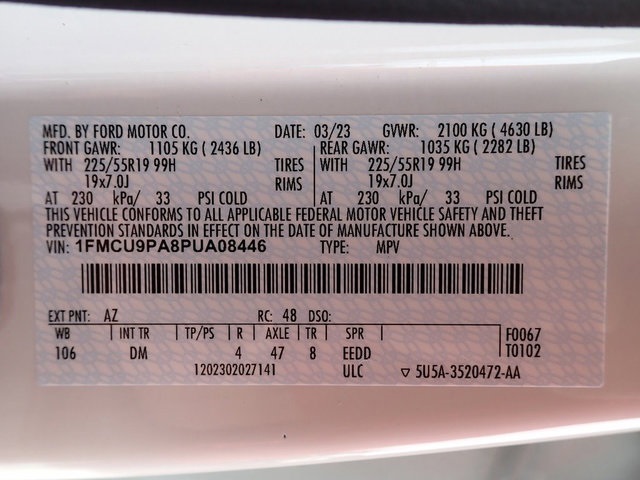 MFD. BY FORD MOTOR CO. DATE: 03/23 GVWR: 2100 KG ( 4630 LB)
FRONT GAWR: 1105 KG ( 2436 LB) REAR GAWR: 1035 KG ( 2282 LB)
WITH 225/55R19 99H TIRES WITH 225/55R19 99H TIRES
19x7.0J RIMS 19x7.0J RIMS
AT 230 kPa/ 33 PSI COLD AT 230 kPa/ 33 PSI COLD
THIS VEHICLE CONFORMS TO ALL APPLICABLE FEDERAL MOTOR VEHICLE SAFETY AND THEFT
PREVENTION STANDARDS IN EFFECT ON THE DATE OF MANUFACTURE SHOWN ABOVE.
VIN: 1FMCU9PA8PUA08446 TYPE: MPV
EXT PNT: AZ RC: 48 DSO:
WB INT TR TP/PS R AXLE TR SPR F0067
106 DM 4 47 8 EEDD T0102
1202302027141 ULC ▽ 5U5A-3520472-AA